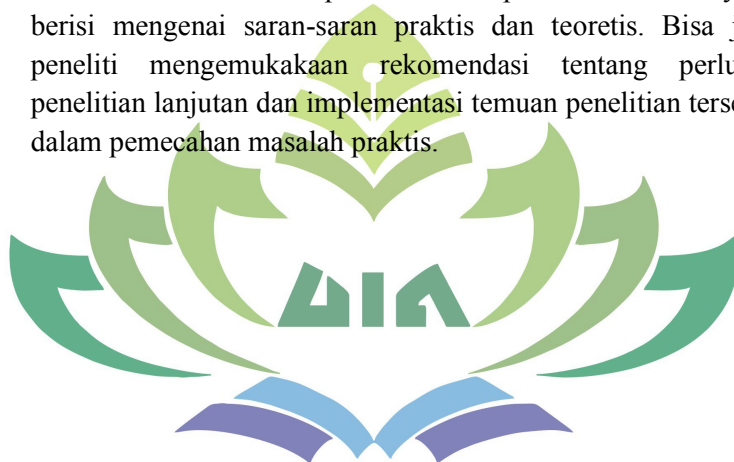 berisi mengenai saran-saran praktis dan teoretis. Bisa
peneliti mengemukakaan rekomendasi tentang
penelitian lanjutan dan implementasi temuan penelitian
dalam pemecahan masalah praktis.
UIN